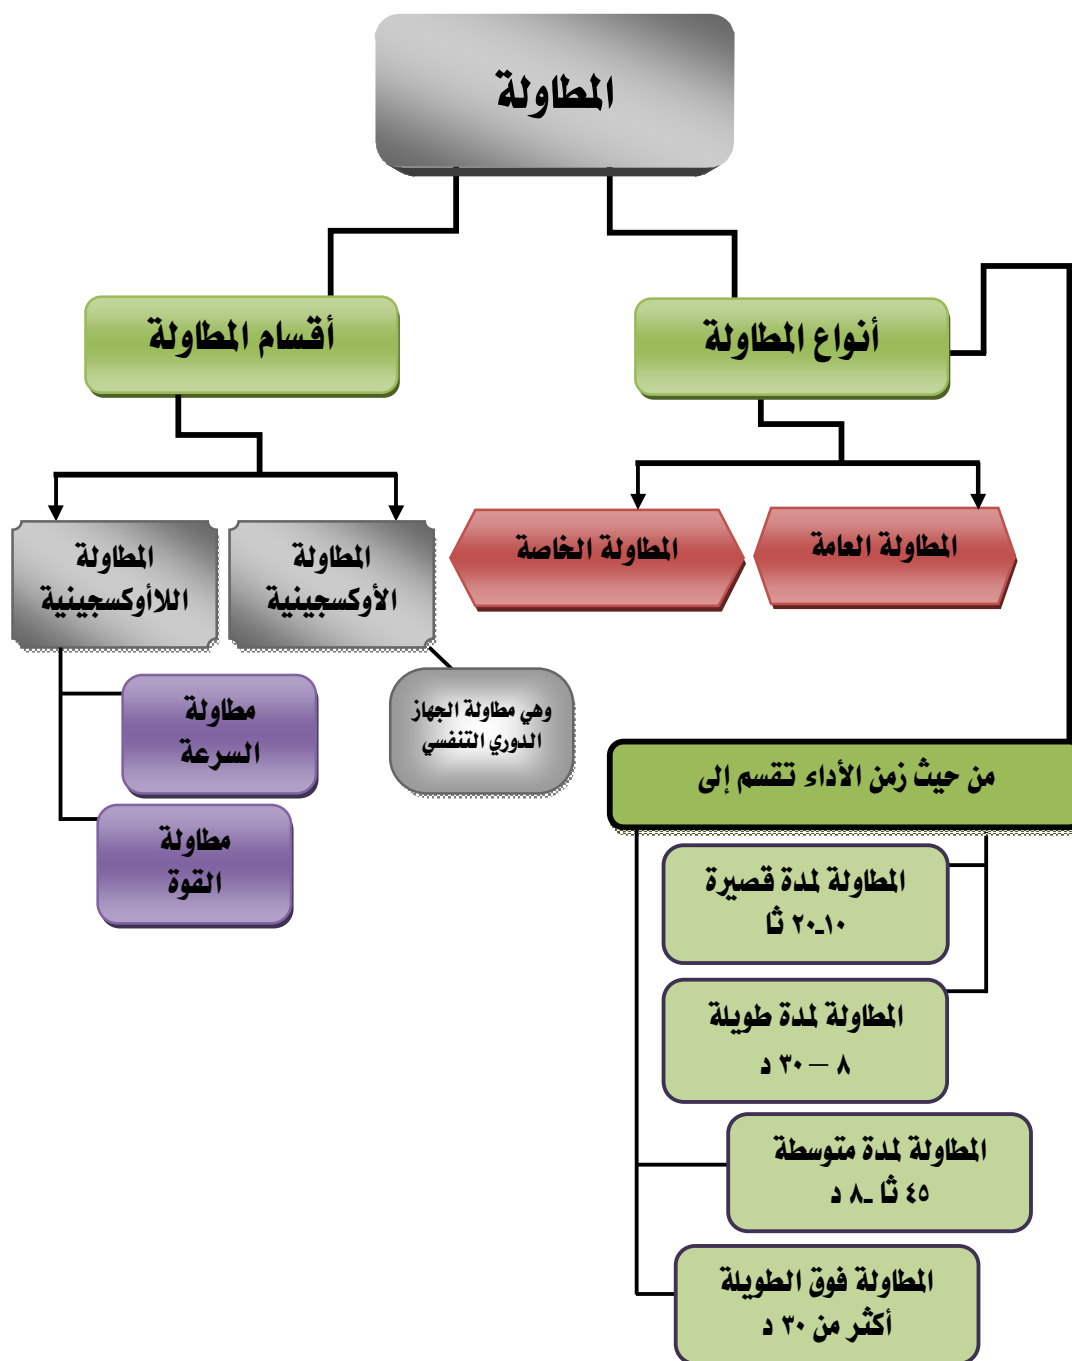 المطاولة
أنواع المطاولة
أقسام المطاولة
المطاولة العامة
المطاولة الخاصة
المطاولة
الأوكسجينية
المطاولة
اللاأوكسجينية
وهي مطاولة الجهاز
الدوري التنفسي
مطاولة
السرعة
مطاولة
القوة
من حيث زمن الأداء تقسم إلى
المطاولة لمدة قصيرة
١٠-٢٠ ثا
المطاولة لمدة طويلة
٨ – ٣٠ د
المطاولة لمدة متوسطة
٤٥ ثا -٨ د
المطاولة فوق الطويلة
أكثر من ٣٠ د